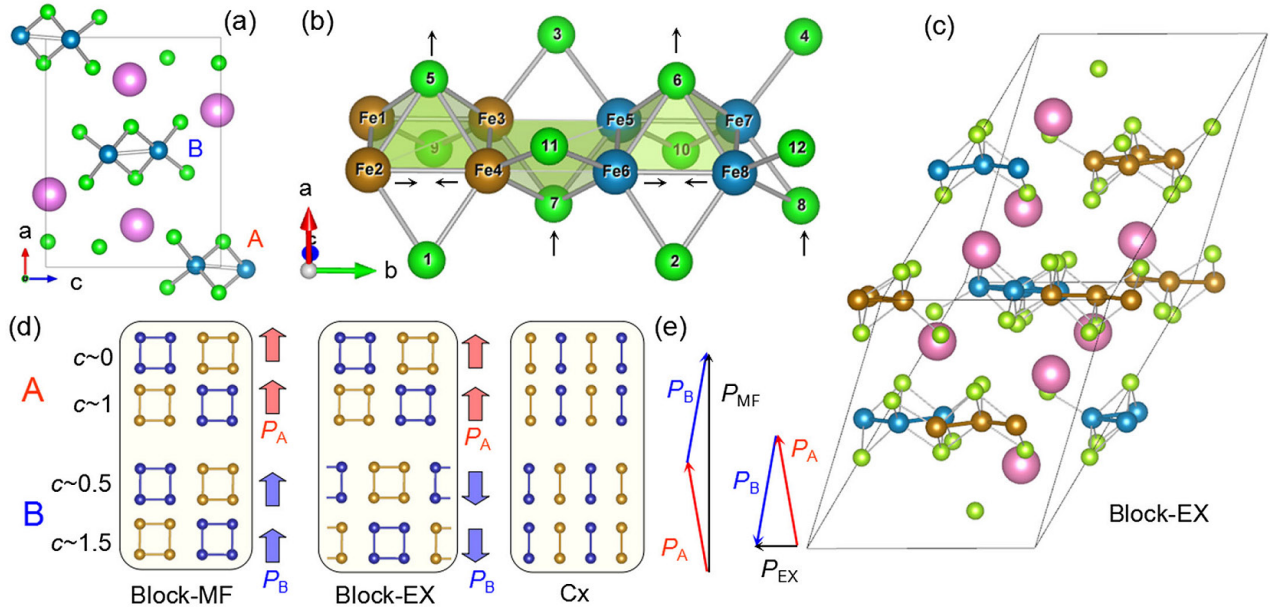 (a)
B
A
a
c
(b)
3
4
5
6
Fe1
Fe3
Fe5
Fe7
9
11
10
12
Fe2
Fe4
Fe6
Fe8
7
8
1
2
a
c
b
(c)
Block-EX
(d)
A
c~0
c~1
P_A
B
c~0.5
c~1.5
P_B
Block-MF
P_A
P_B
Block-EX
Cx
(e)
P_B
P_MF
P_A
P_B
P_A
P_EX